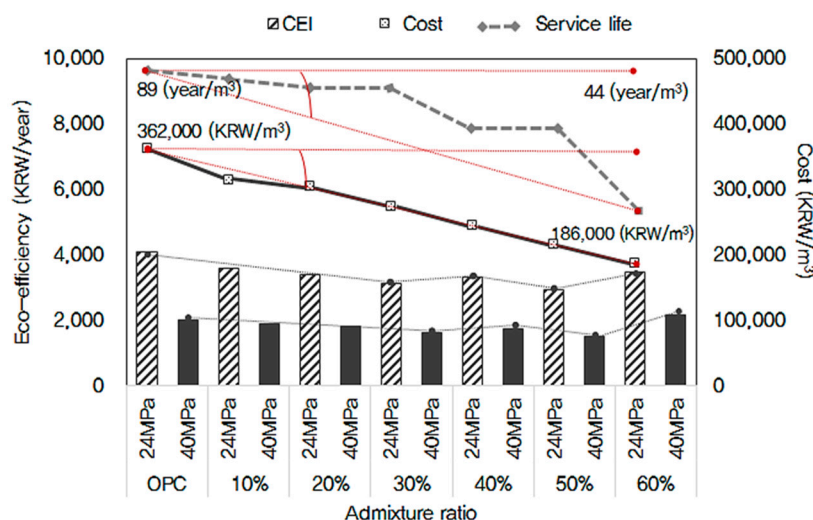 CEI Cost Service life
10,000 500,000
89 (year/m³) 44 (year/m³)
8,000 400,000
362,000 (KRW/m³)
6,000 300,000
186,000 (KRW/m³)
4,000 200,000
2,000 100,000
0 0
Eco-efficiency (KRW/year)
Cost
(KRW/m³)
24MPa 40MPa 24MPa 40MPa 24MPa 40MPa 24MPa 40MPa 24MPa 40MPa 24MPa 40MPa 24MPa 40MPa
OPC 10% 20% 30% 40% 50% 60%
Admixture ratio